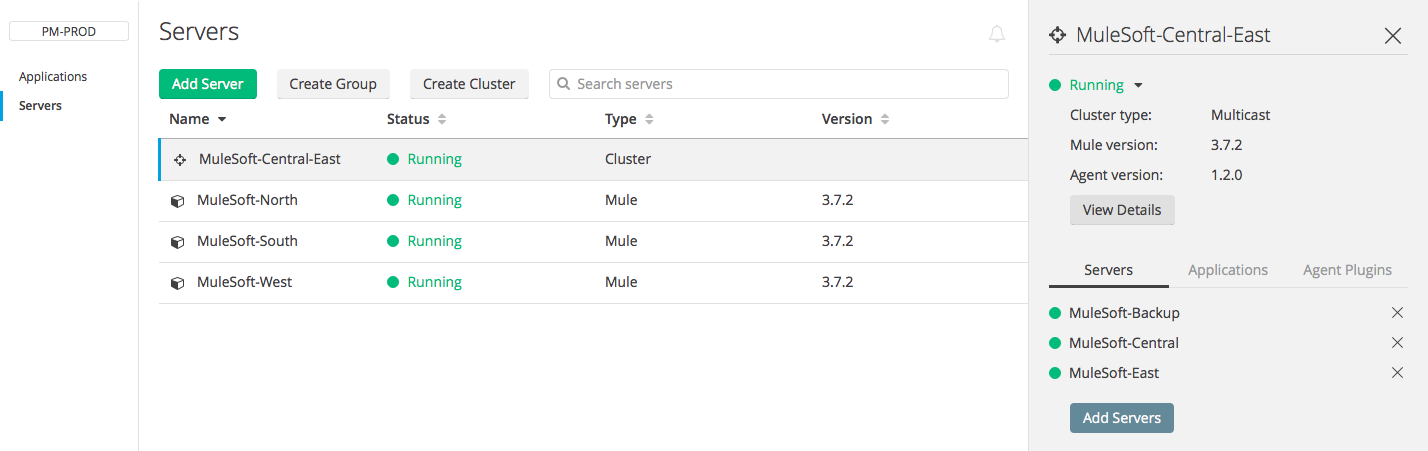 PM-PROD
Applications
Servers
Servers
Add Server
Create Group
Create Cluster
Search servers
Name Status Type Version
MuleSoft-Central-East Running Cluster
MuleSoft-North Running Mule 3.7.2
MuleSoft-South Running Mule 3.7.2
MuleSoft-West Running Mule 3.7.2
MuleSoft-Central-East
Running
Cluster type: Multicast
Mule version: 3.7.2
Agent version: 1.2.0
View Details
Servers Applications Agent Plugins
MuleSoft-Backup
MuleSoft-Central
MuleSoft-East
Add Servers